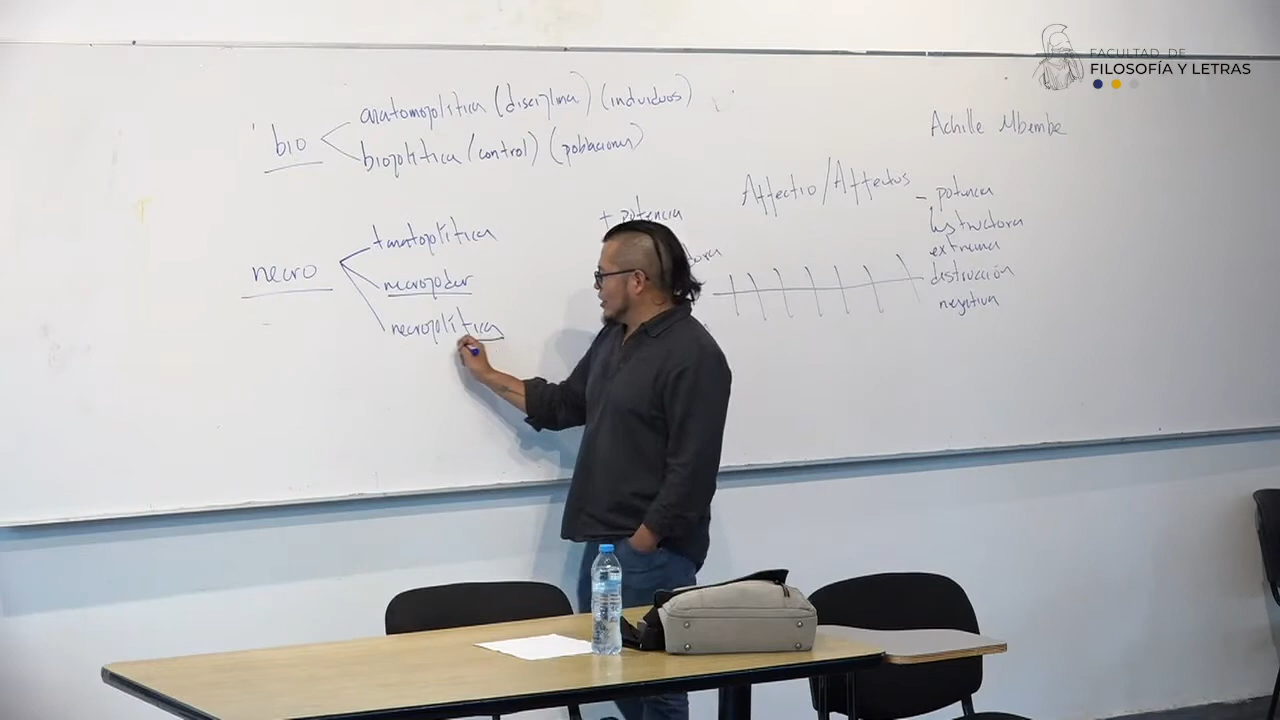 FACULTAD DE
FILOSOFÍA Y LETRAS
bio
anatomopolítica (disciplina) (individuos)
biopolítica (control) (poblaciones)
Achille Mbembe
Affectio/Affectus
necro
tanatopolítica
necropoder
necropolítica
+ potencia
- potencia
extrema
destrucción
negativa